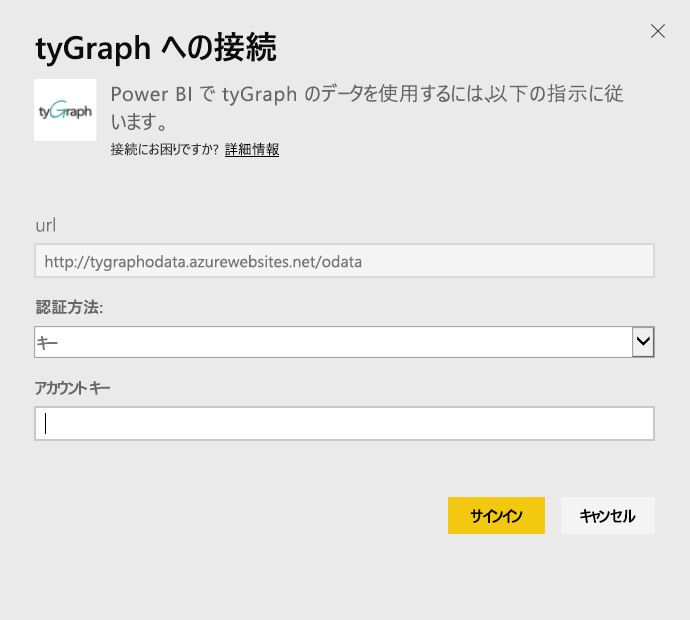 tyGraph への接続
tyGraph
Power BI で tyGraph のデータを使用するには、以下の指示に従
います。
接続にお困りですか? 詳細情報
url
http://tygraphodata.azurewebsites.net/odata
認証方法:
キー
アカウント キー
サインイン
キャンセル